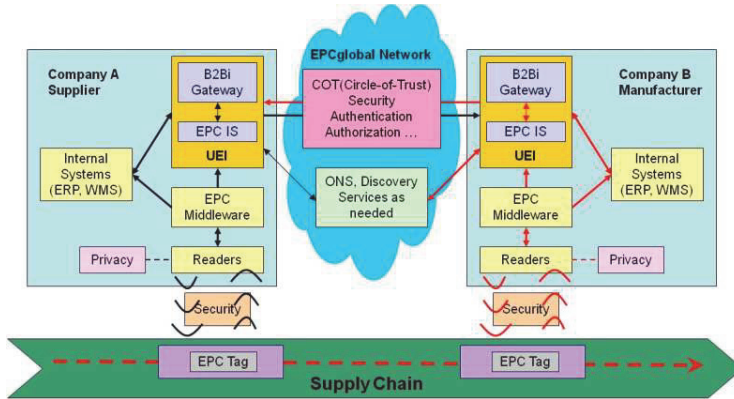 EPCglobal Network
Company A
Supplier
B2Bi
Gateway
EPC IS
UEI
Internal
Systems
(ERP, WMS)
EPC
Middleware
Privacy
Readers
Security
COT(Circle-of-Trust)
Security
Authentication
Authorization ...
ONS, Discovery
Services as
needed
B2Bi
Gateway
EPC IS
UEI
Company B
Manufacturer
Internal
Systems
(ERP, WMS)
EPC
Middleware
Readers
Privacy
Security
EPC Tag
EPC Tag
Supply Chain